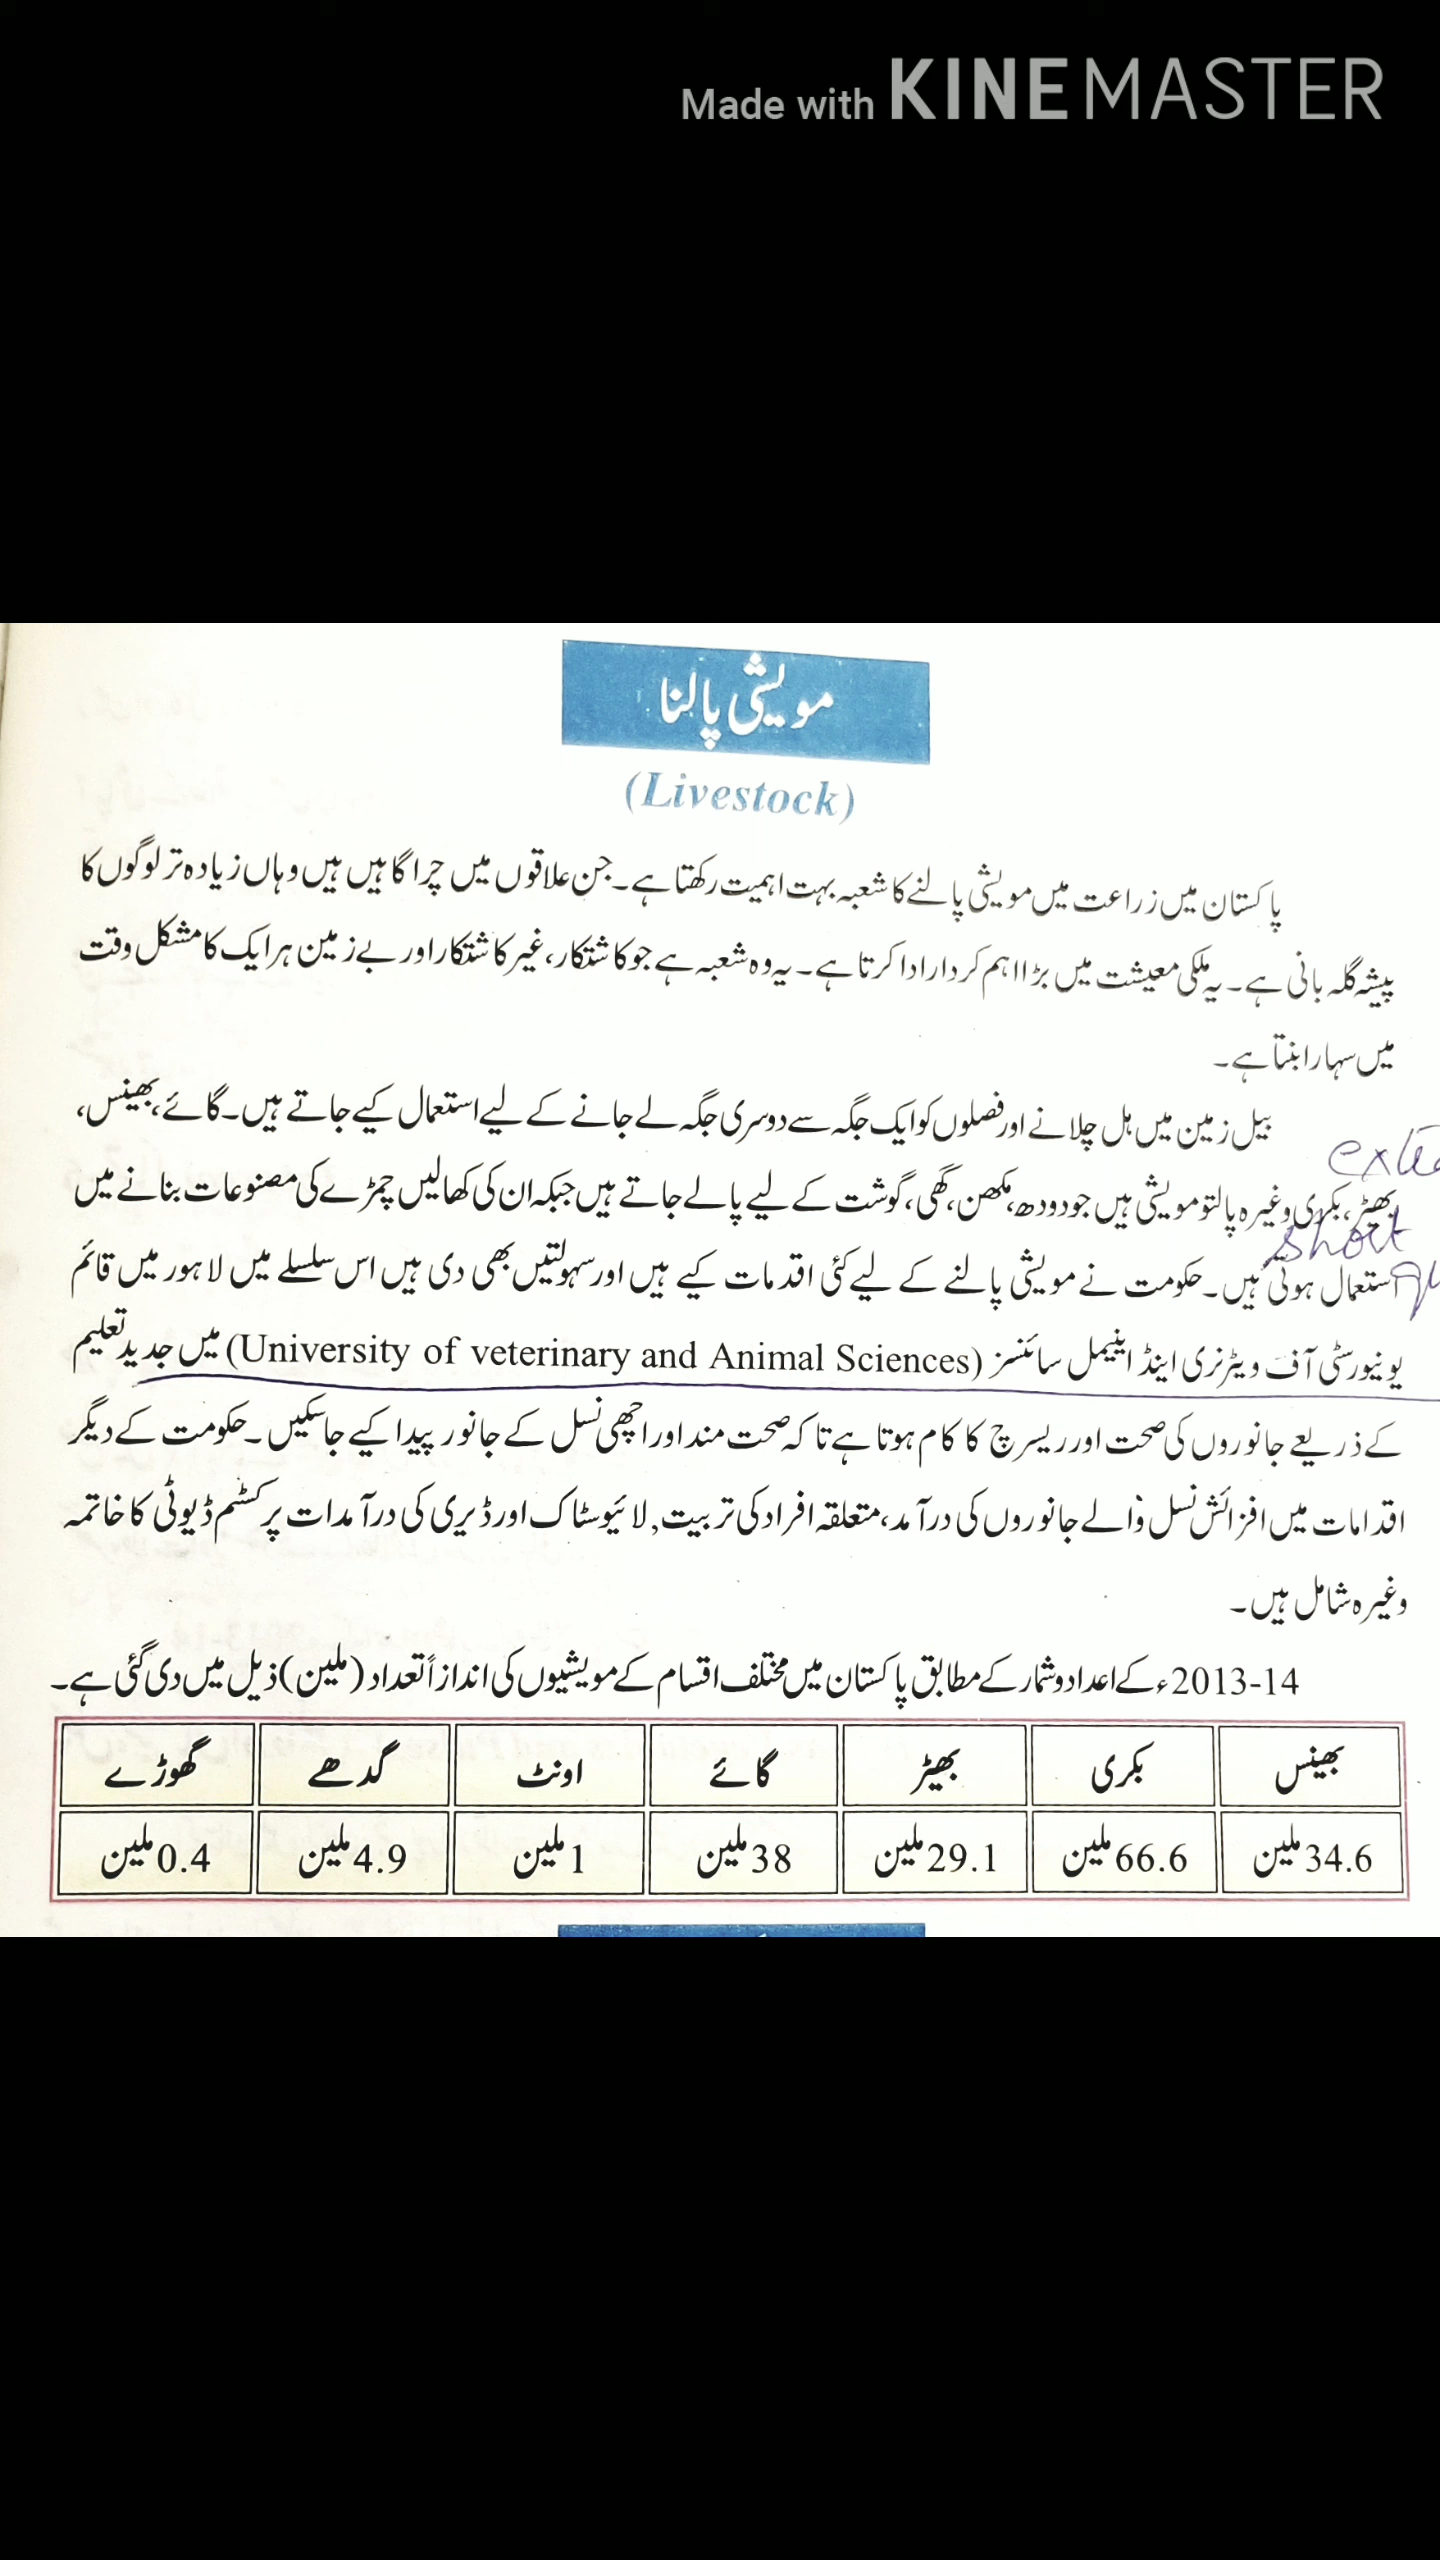 Made with KINEMASTER
مویشی پالنا
(Livestock)
پاکستان میں زراعت میں مویشی پالنے کا شعبہ بہت اہمیت رکھتا ہے۔ جن علاقوں میں چراگاہیں ہیں وہاں زیادہ تر لوگوں کا
پیشہ گلہ بانی ہے۔ یہ ملکی معیشت میں بڑا اہم کردار ادا کرتا ہے۔ یہ وہ شعبہ ہے جو کاشتکار، غیر کاشتکار اور بے زمین ہر ایک کا مشکل وقت
میں سہارا بنتا ہے۔
بیل زمین میں ہل چلانے اور فصلوں کو ایک جگہ سے دوسری جگہ لے جانے کے لیے استعمال کیے جاتے ہیں۔ گائے، بھینس،
بھیڑ، بکری وغیرہ پالتو مویشی ہیں جو دودھ، مکھن، گھی، گوشت کے لیے پالے جاتے ہیں جبکہ ان کی کھالیں چمڑے کی مصنوعات بنانے میں
short
استعمال ہوتی ہیں۔ حکومت نے مویشی پالنے کے لیے کئی اقدمات کیے ہیں اور سہولتیں بھی دی ہیں اس سلسلے میں لاہور میں قائم
یونیورسٹی آف ویٹرنری اینڈ اینیمل سائنسز (University of veterinary and Animal Sciences) میں جدید تعلیم
کے ذریعے جانوروں کی صحت اور ریسرچ کا کام ہوتا ہے تا کہ صحت مند اور اچھی نسل کے جانور پیدا کیے جا سکیں۔ حکومت کے دیگر
اقدامات میں افزائش نسل والے جانوروں کی درآمد، متعلقہ افراد کی تربیت, لائیوسٹاک اور ڈیری کی درآمدات پر کسٹم ڈیوٹی کا خاتمہ
وغیرہ شامل ہیں۔
2013-14ء کے اعدادوشمار کے مطابق پاکستان میں مختلف اقسام کے مویشیوں کی اندازاً تعداد (ملین) ذیل میں دی گئی ہے۔
بھینس بکری بھیڑ گائے اونٹ گدھے گھوڑے
34.6 ملین 66.6 ملین 29.1 ملین 38 ملین 1 ملین 4.9 ملین 0.4 ملین